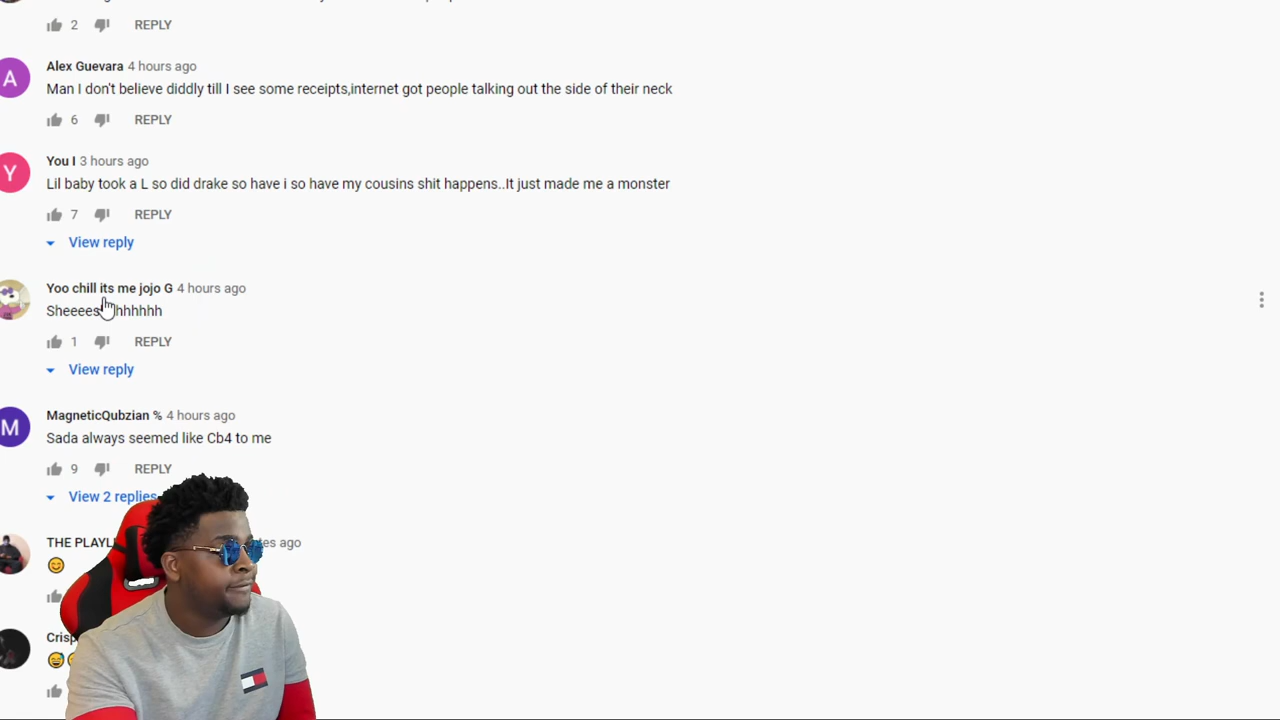 2 REPLY
A Alex Guevara 4 hours ago
Man I don't believe diddly till I see some receipts,internet got people talking out the side of their neck
6 REPLY
Y You I 3 hours ago
Lil baby took a L so did drake so have i so have my cousins shit happens..It just made me a monster
7 REPLY
View reply
Yoo chill its me jojo G 4 hours ago
1 REPLY
View reply
M MagneticQubzian % 4 hours ago
Sada always seemed like Cb4 to me
9 REPLY
View 2 replies
THE ago